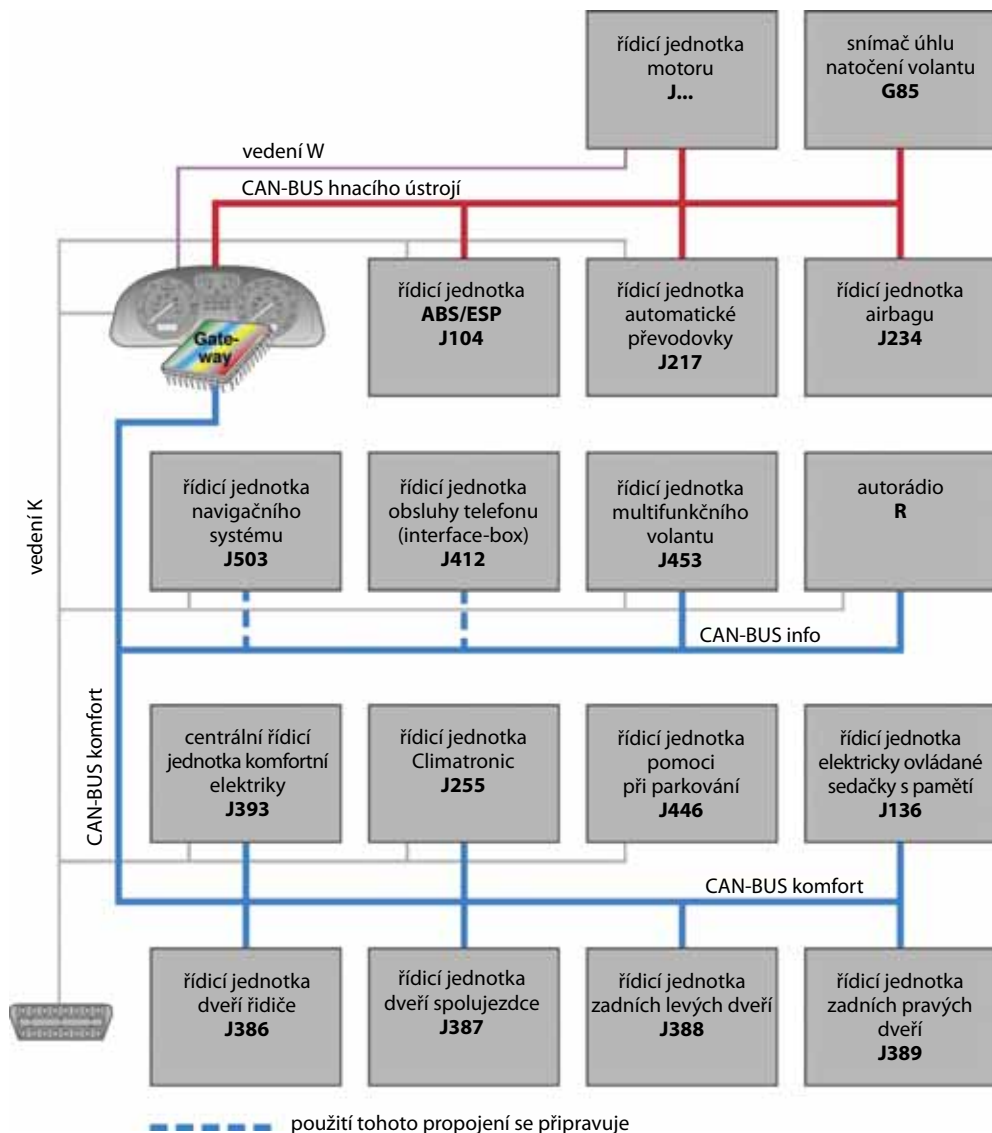 řídicí jednotka
motoru
J...
snímač úhlu
natočení volantu
G85
vedení W
CAN-BUS hnacího ústrojí
Gate-
way
řídicí jednotka
ABS/ESP
J104
řídicí jednotka
automatické
převodovky
J217
řídicí jednotka
airbagu
J234
vedení K
řídicí jednotka
navigačního
systému
J503
řídicí jednotka
obsluhy telefonu
(interface-box)
J412
řídicí jednotka
multifunkčního
volantu
J453
autorádio
R
CAN-BUS info
CAN-BUS komfort
centrální řídicí
jednotka komfortní
elektriky
J393
řídicí jednotka
Climatronic
J255
řídicí jednotka
pomoci
při parkování
J446
řídicí jednotka
elektricky ovládané
sedačky s pamětí
J136
CAN-BUS komfort
řídicí jednotka
dveří řidiče
J386
řídicí jednotka
dveří spolujezdce
J387
řídicí jednotka
zadních levých dveří
J388
řídicí jednotka
zadních pravých
dveří
J389
použití tohoto propojení se připravuje